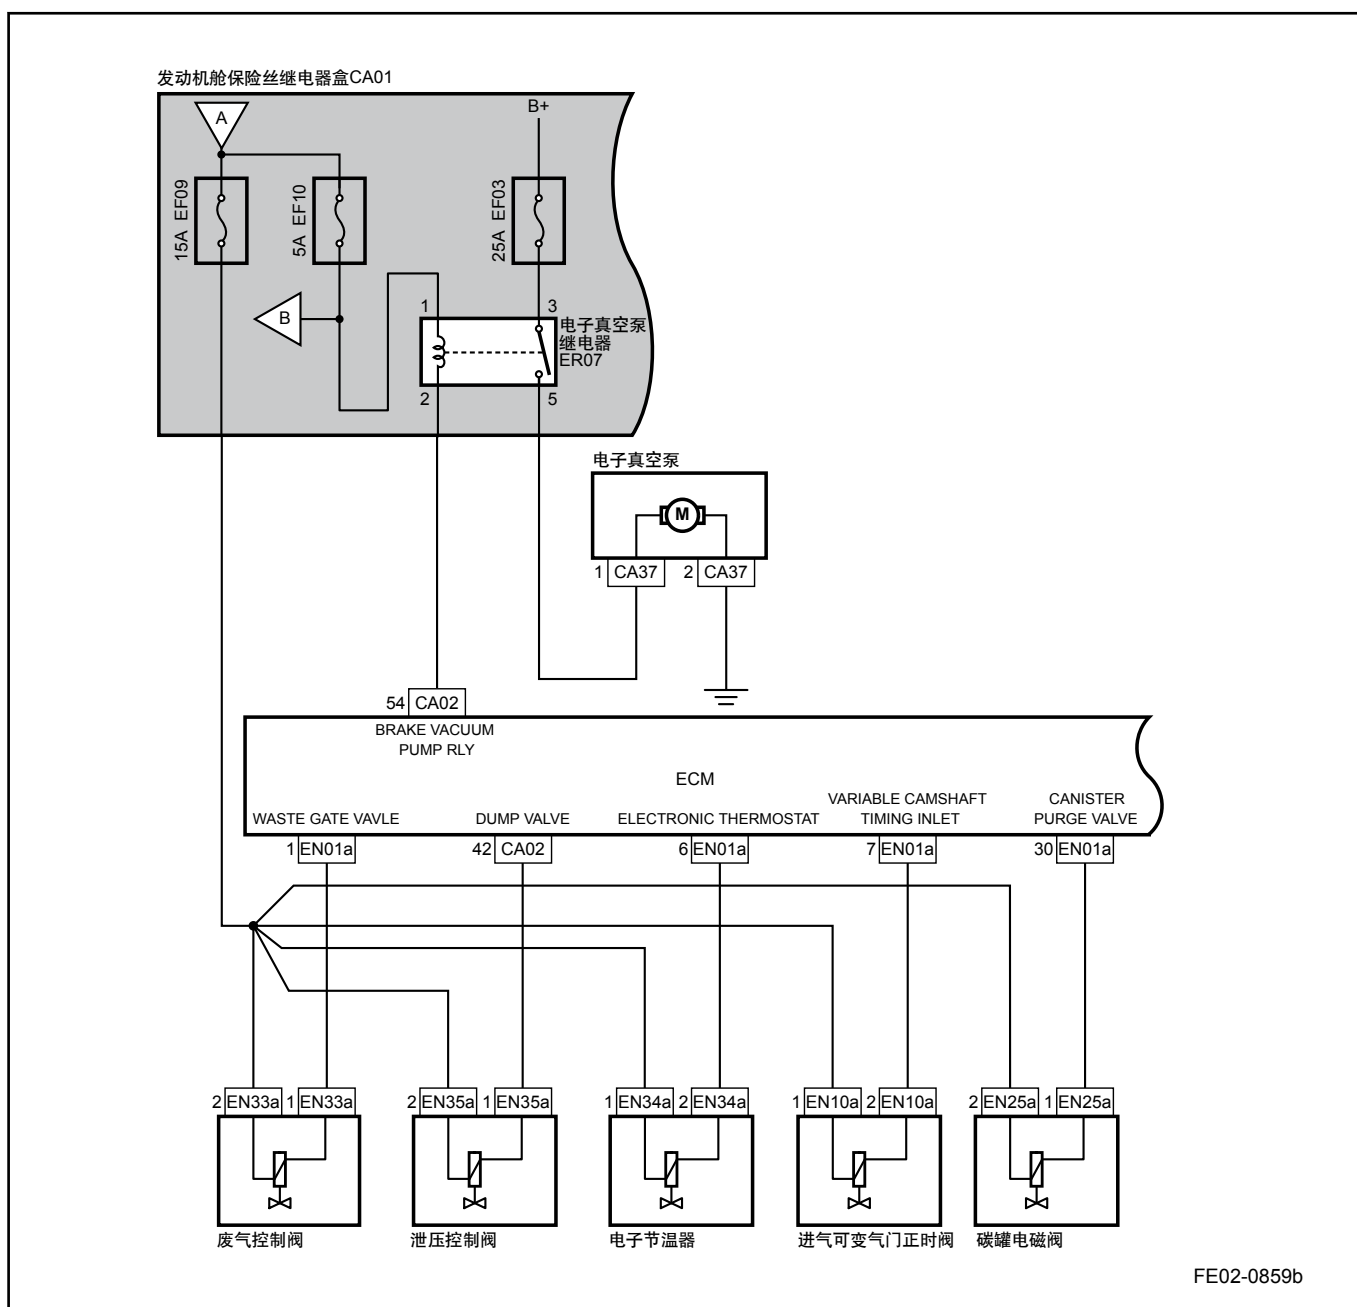 发动机舱保险丝继电器盒CA01
A
B+
15A EF09
5A EF10
25A EF03
B
1
3
电子真空泵
继电器
ER07
2
5
电子真空泵
M
1 CA37 2 CA37
54 CA02
BRAKE VACUUM
PUMP RLY
ECM
WASTE GATE VAVLE
DUMP VALVE
ELECTRONIC THERMOSTAT
VARIABLE CAMSHAFT
TIMING INLET
CANISTER
PURGE VALVE
1 EN01a
42 CA02
6 EN01a
7 EN01a
30 EN01a
2 EN33a 1 EN33a
2 EN35a 1 EN35a
1 EN34a 2 EN34a
1 EN10a 2 EN10a
2 EN25a 1 EN25a
废气控制阀
泄压控制阀
电子节温器
进气可变气门正时阀
碳罐电磁阀
FE02-0859b